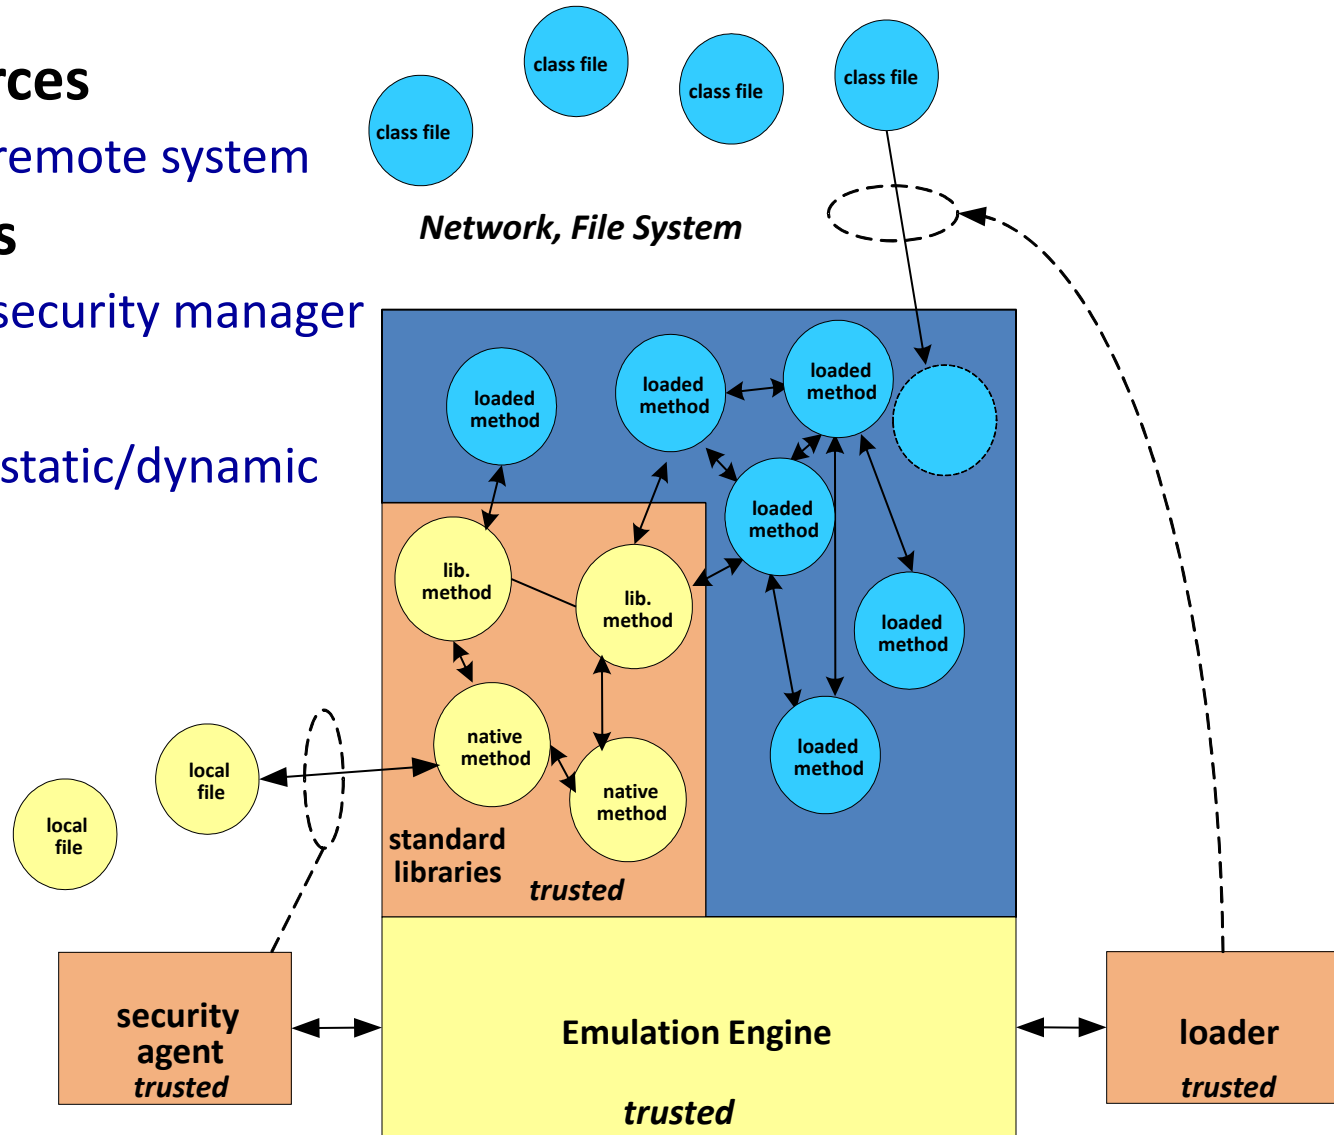 rces
remote system
s
security manager
static/dynamic
class file
class file
class file
class file
Network, File System
loaded
method
loaded
method
loaded
method
loaded
method
loaded
method
loaded
method
lib.
method
lib.
method
native
method
native
method
standard
libraries
trusted
local
file
local
file
security
agent
trusted
Emulation Engine
trusted
loader
trusted